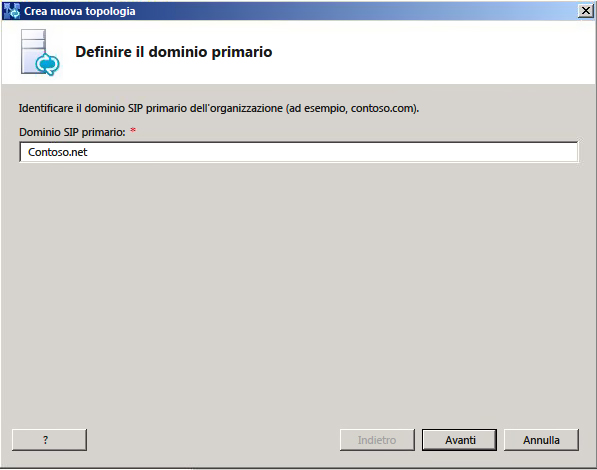 Crea nuova topologia
Definire il dominio primario
Identificare il dominio SIP primario dell'organizzazione (ad esempio, contoso.com).
Dominio SIP primario: *
Contoso.net
? Indietro Avanti Annulla